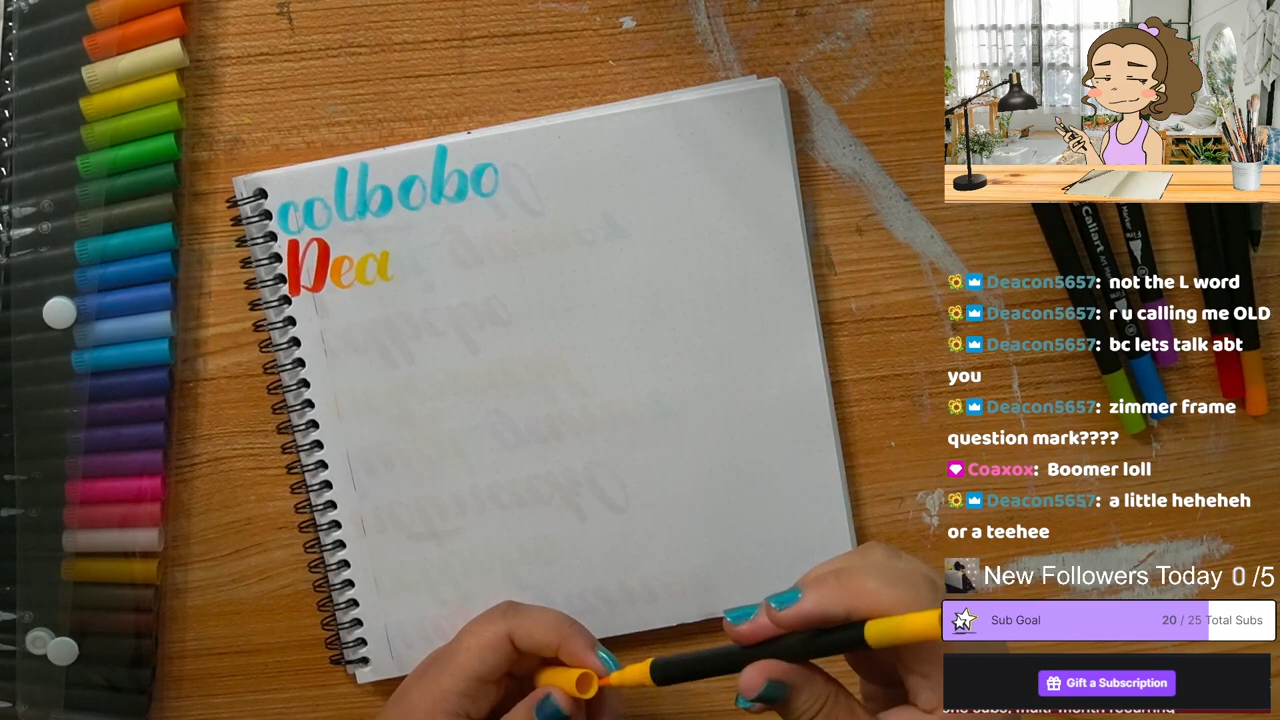 colbobo
Dea
Deacon5657: not the L word
Deacon5657: r u calling me OLD
Deacon5657: bc lets talk abt
you
Deacon5657: zimmer frame
question mark????
Coaxox: Boomer loll
Deacon5657: a little heheheh
or a teehee
New Followers Today 0 /5
Sub Goal 20 / 25 Total Subs
Gift a Subscription